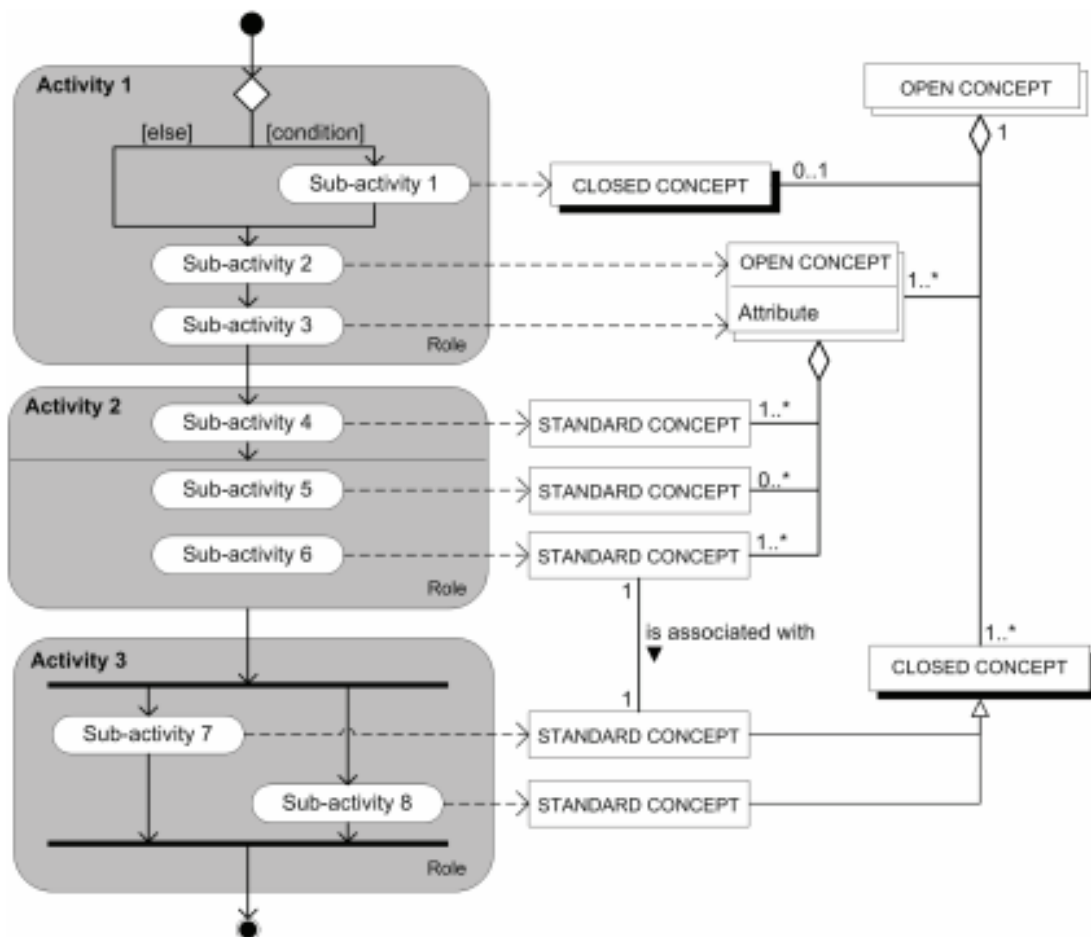 Activity 1
[else]
[condition]
Sub-activity 1
Sub-activity 2
Sub-activity 3
Role
Activity 2
Sub-activity 4
Sub-activity 5
Sub-activity 6
Role
Activity 3
Sub-activity 7
Sub-activity 8
Role
OPEN CONCEPT
1
CLOSED CONCEPT
0..1
OPEN CONCEPT
Attribute
1..*
STANDARD CONCEPT
1..*
STANDARD CONCEPT
0..*
STANDARD CONCEPT
1..*
1
is associated with
1
1..*
CLOSED CONCEPT
STANDARD CONCEPT
STANDARD CONCEPT